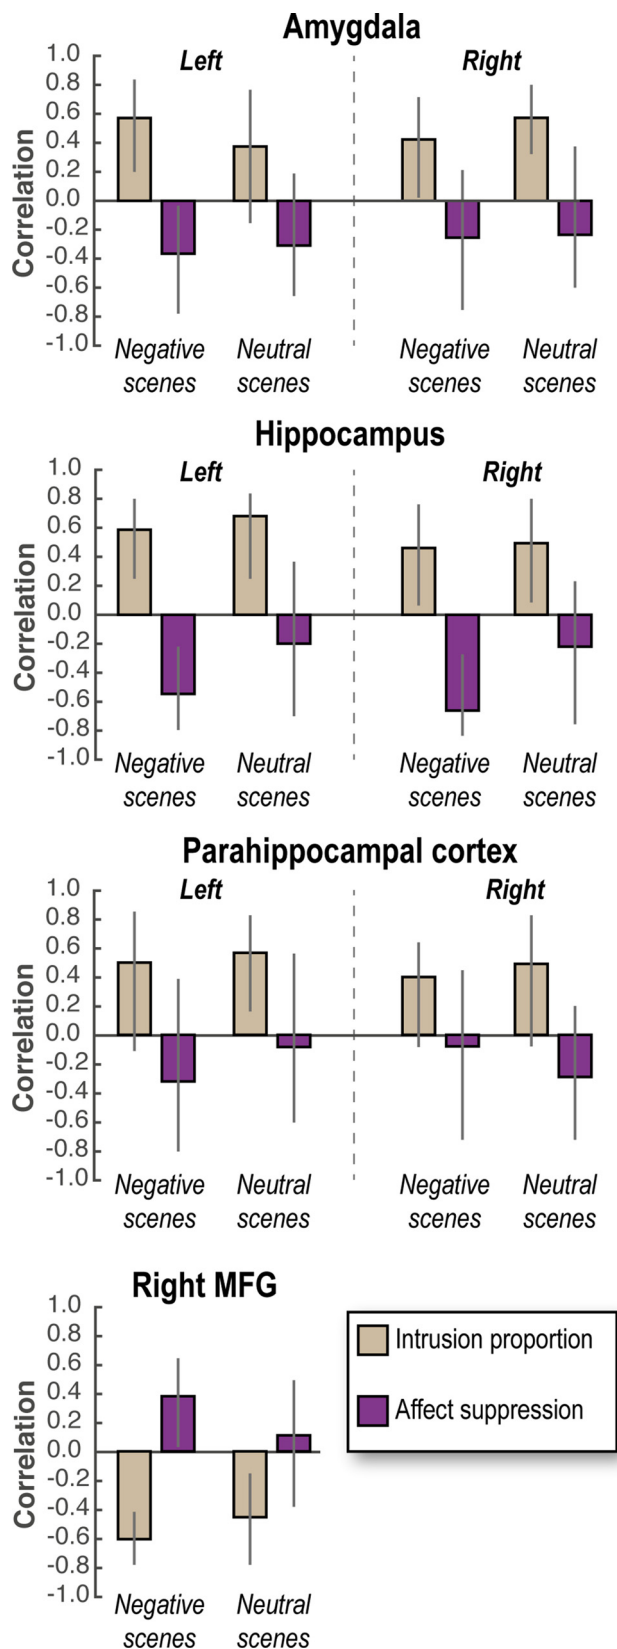 Amygdala
Left Right
1.0
0.8
0.6
0.4
0.2
0.0
-0.2
-0.4
-0.6
-0.8
-1.0
Correlation
Negative scenes Neutral scenes Negative scenes Neutral scenes
Hippocampus
Left Right
1.0
0.8
0.6
0.4
0.2
0.0
-0.2
-0.4
-0.6
-0.8
-1.0
Correlation
Negative scenes Neutral scenes Negative scenes Neutral scenes
Parahippocampal cortex
Left Right
1.0
0.8
0.6
0.4
0.2
0.0
-0.2
-0.4
-0.6
-0.8
-1.0
Correlation
Negative scenes Neutral scenes Negative scenes Neutral scenes
Right MFG
1.0
0.8
0.6
0.4
0.2
0.0
-0.2
-0.4
-0.6
-0.8
-1.0
Correlation
Negative scenes Neutral scenes
Intrusion proportion
Affect suppression